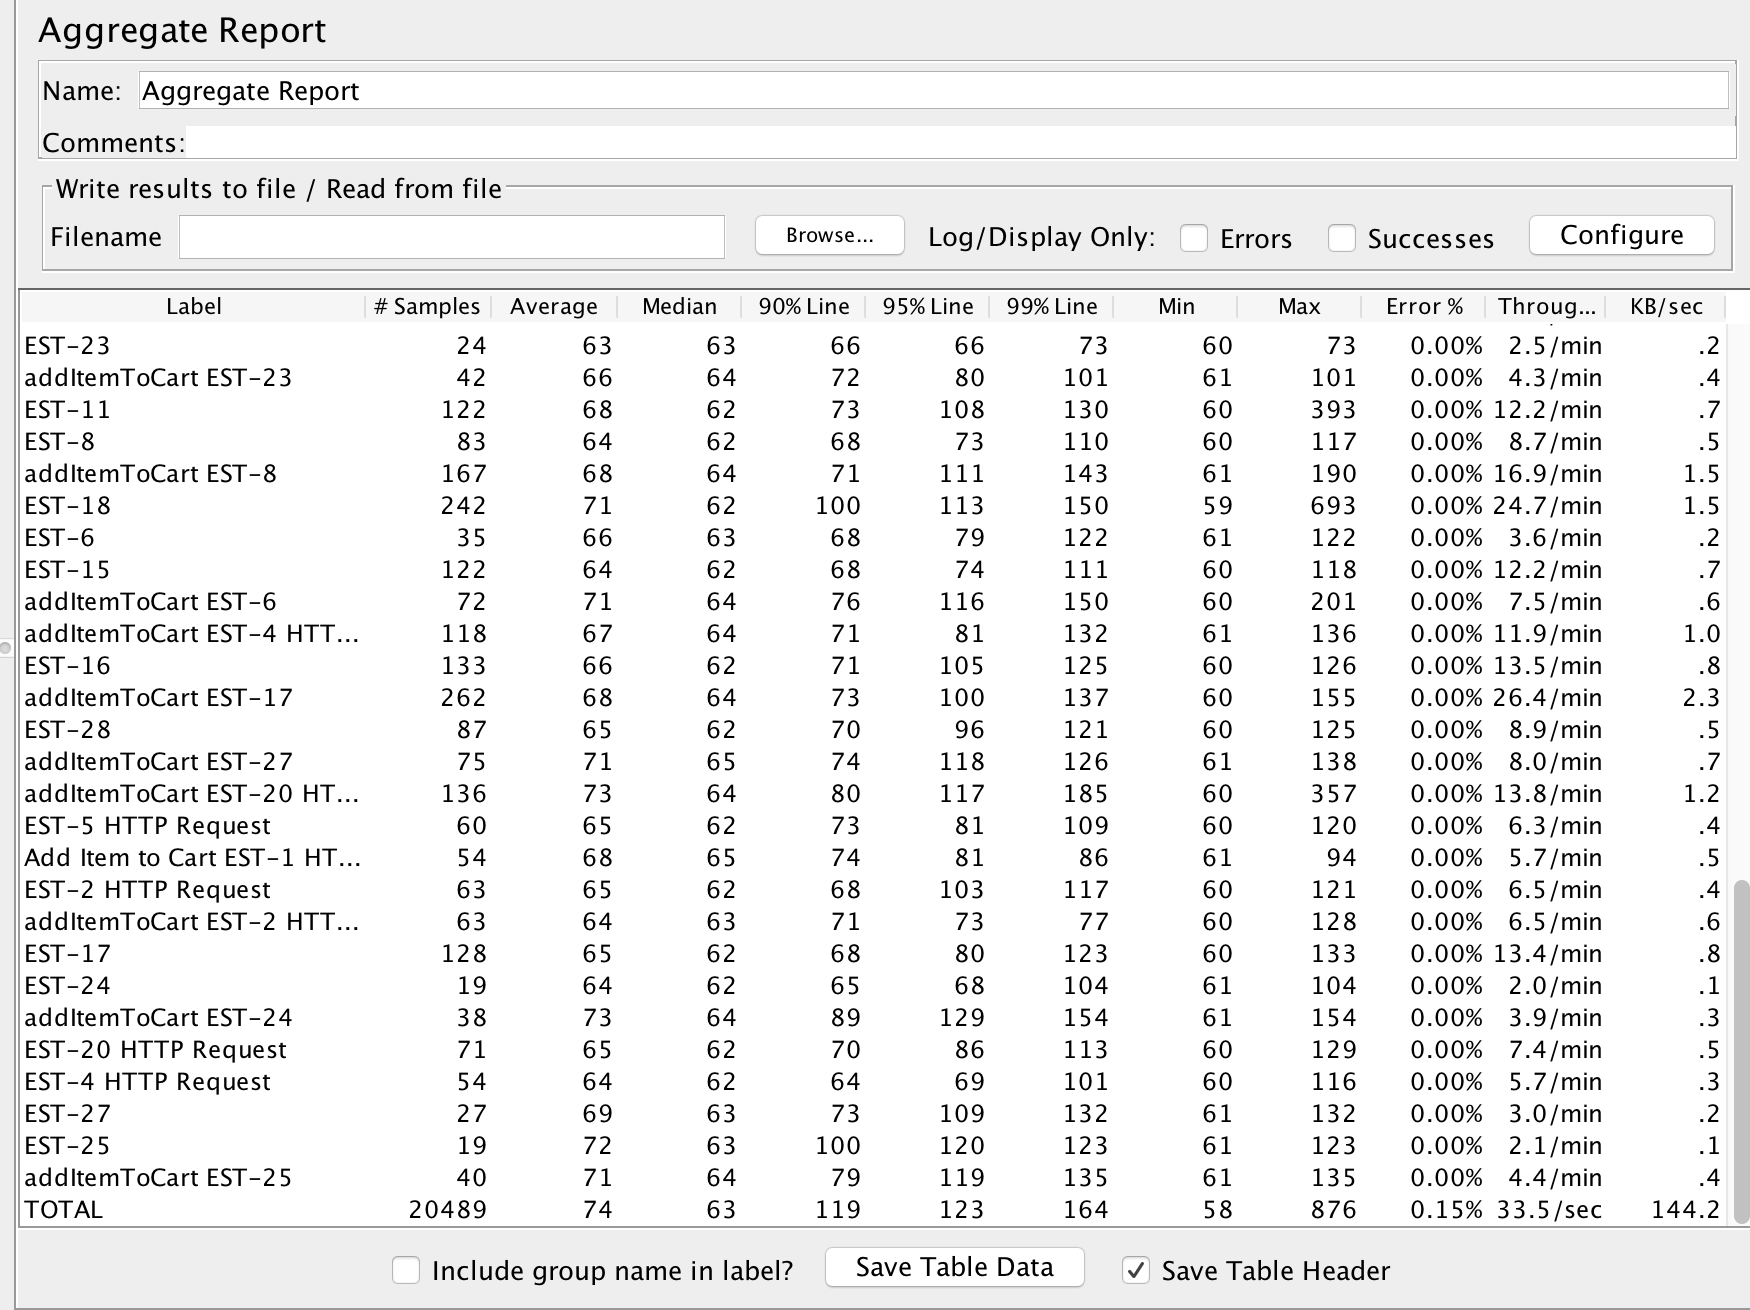 Aggregate Report
Name: Aggregate Report
Comments:
Write results to file / Read from file
Filename Browse... Log/Display Only: Errors Successes Configure
Label # Samples Average Median 90% Line 95% Line 99% Line Min Max Error % Throug... KB/sec
EST-23 24 63 63 66 66 73 60 73 0.00% 2.5/min .2
addItemToCart EST-23 42 66 64 72 80 101 61 101 0.00% 4.3/min .4
EST-11 122 68 62 73 108 130 60 393 0.00% 12.2/min .7
EST-8 83 64 62 68 73 110 60 117 0.00% 8.7/min .5
addItemToCart EST-8 167 68 64 71 111 143 61 190 0.00% 16.9/min 1.5
EST-18 242 71 62 100 113 150 59 693 0.00% 24.7/min 1.5
EST-6 35 66 63 68 79 122 61 122 0.00% 3.6/min .2
EST-15 122 64 62 68 74 111 60 118 0.00% 12.2/min .7
addItemToCart EST-6 72 71 64 76 116 150 60 201 0.00% 7.5/min .6
addItemToCart EST-4 HTT... 118 67 64 71 81 132 61 136 0.00% 11.9/min 1.0
EST-16 133 66 62 71 105 125 60 126 0.00% 13.5/min .8
addItemToCart EST-17 262 68 64 73 100 137 60 155 0.00% 26.4/min 2.3
EST-28 87 65 62 70 96 121 60 125 0.00% 8.9/min .5
addItemToCart EST-27 75 71 65 74 118 126 61 138 0.00% 8.0/min .7
addItemToCart EST-20 HT... 136 73 64 80 117 185 60 357 0.00% 13.8/min 1.2
EST-5 HTTP Request 60 65 62 73 81 109 60 120 0.00% 6.3/min .4
Add Item to Cart EST-1 HT... 54 68 65 74 81 86 61 94 0.00% 5.7/min .5
EST-2 HTTP Request 63 65 62 68 103 117 60 121 0.00% 6.5/min .4
addItemToCart EST-2 HTT... 63 64 63 71 73 77 60 128 0.00% 6.5/min .6
EST-17 128 65 62 68 80 123 60 133 0.00% 13.4/min .8
EST-24 19 64 62 65 68 104 61 104 0.00% 2.0/min .1
addItemToCart EST-24 38 73 64 89 129 154 61 154 0.00% 3.9/min .3
EST-20 HTTP Request 71 65 62 70 86 113 60 129 0.00% 7.4/min .5
EST-4 HTTP Request 54 64 62 64 69 101 60 116 0.00% 5.7/min .3
EST-27 27 69 63 73 109 132 61 132 0.00% 3.0/min .2
EST-25 19 72 63 100 120 123 61 123 0.00% 2.1/min .1
addItemToCart EST-25 40 71 64 79 119 135 61 135 0.00% 4.4/min .4
TOTAL 20489 74 63 119 123 164 58 876 0.15% 33.5/sec 144.2
Include group name in label? Save Table Data Save Table Header